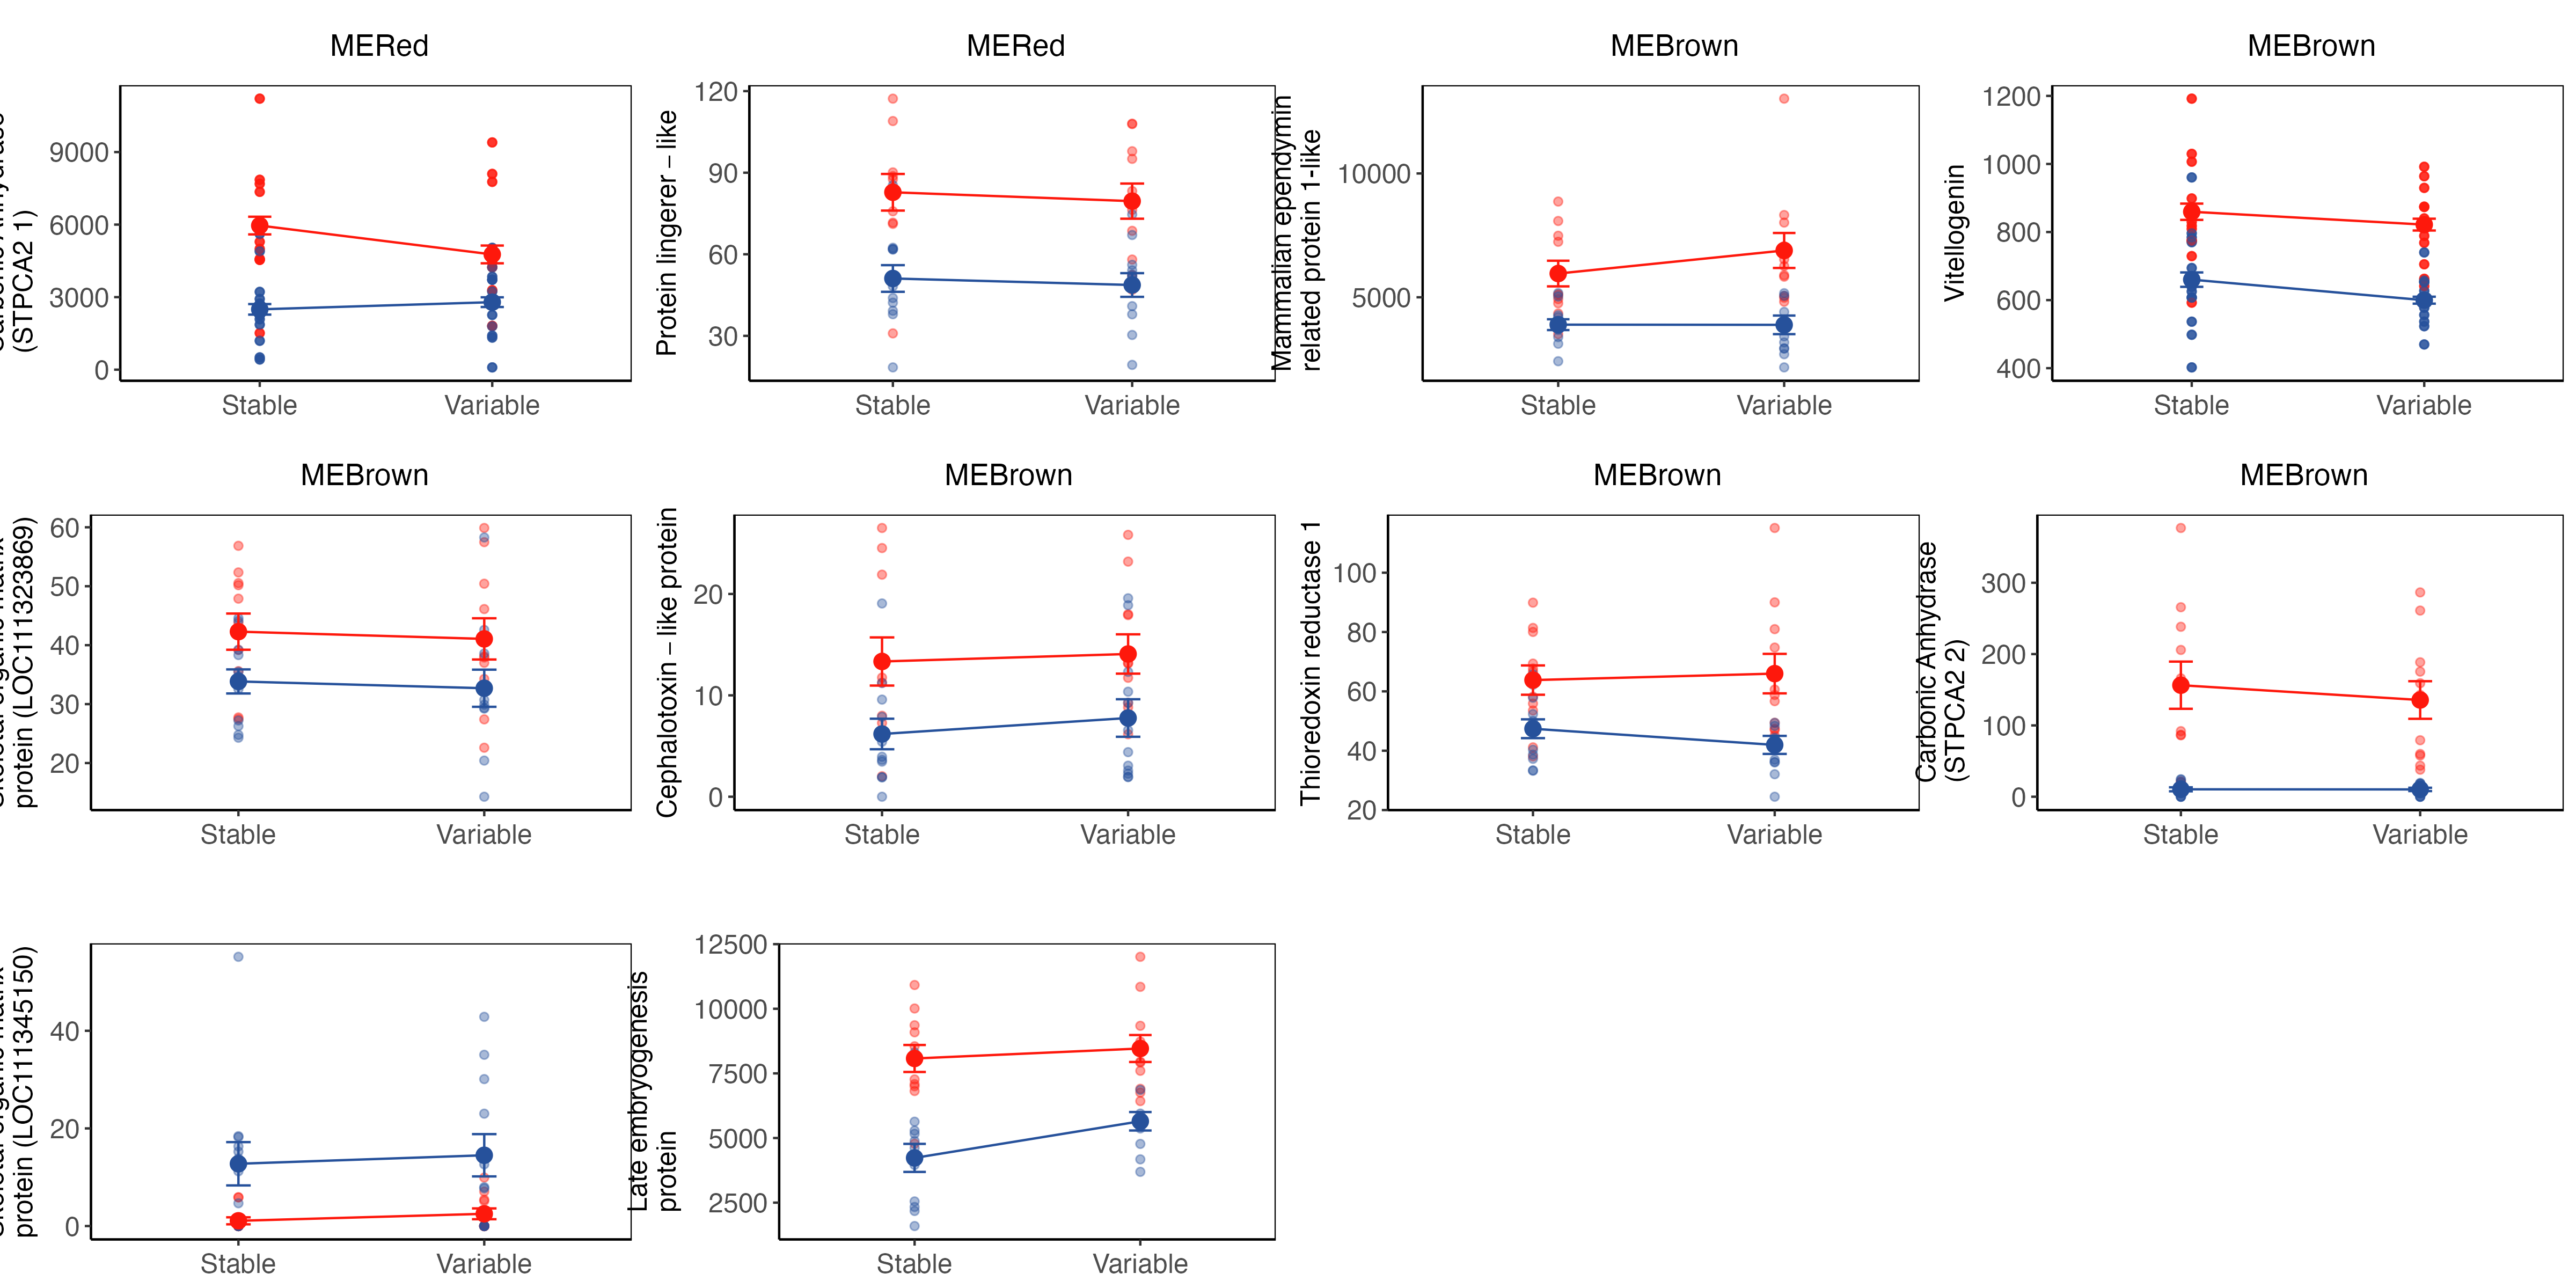 MERed
MERed
MEBrown
MEBrown
(STPCA2 1)
9000
6000
3000
0
Stable
Variable
Protein lingerer – like
120
90
60
30
Stable
Variable
Mammalian ependymin
related protein 1-like
10000
5000
Stable
Variable
Vitellogenin
1200
1000
800
600
400
Stable
Variable
MEBrown
MEBrown
MEBrown
MEBrown
protein (LOC111323869)
60
50
40
30
20
Stable
Variable
Cephalotoxin – like protein
20
10
0
Stable
Variable
Thioredoxin reductase 1
100
80
60
40
20
Stable
Variable
Carbonic Anhydrase
(STPCA2 2)
300
200
100
0
Stable
Variable
protein (LOC111345150)
40
20
0
Stable
Variable
Late embryogenesis
protein
12500
10000
7500
5000
2500
Stable
Variable